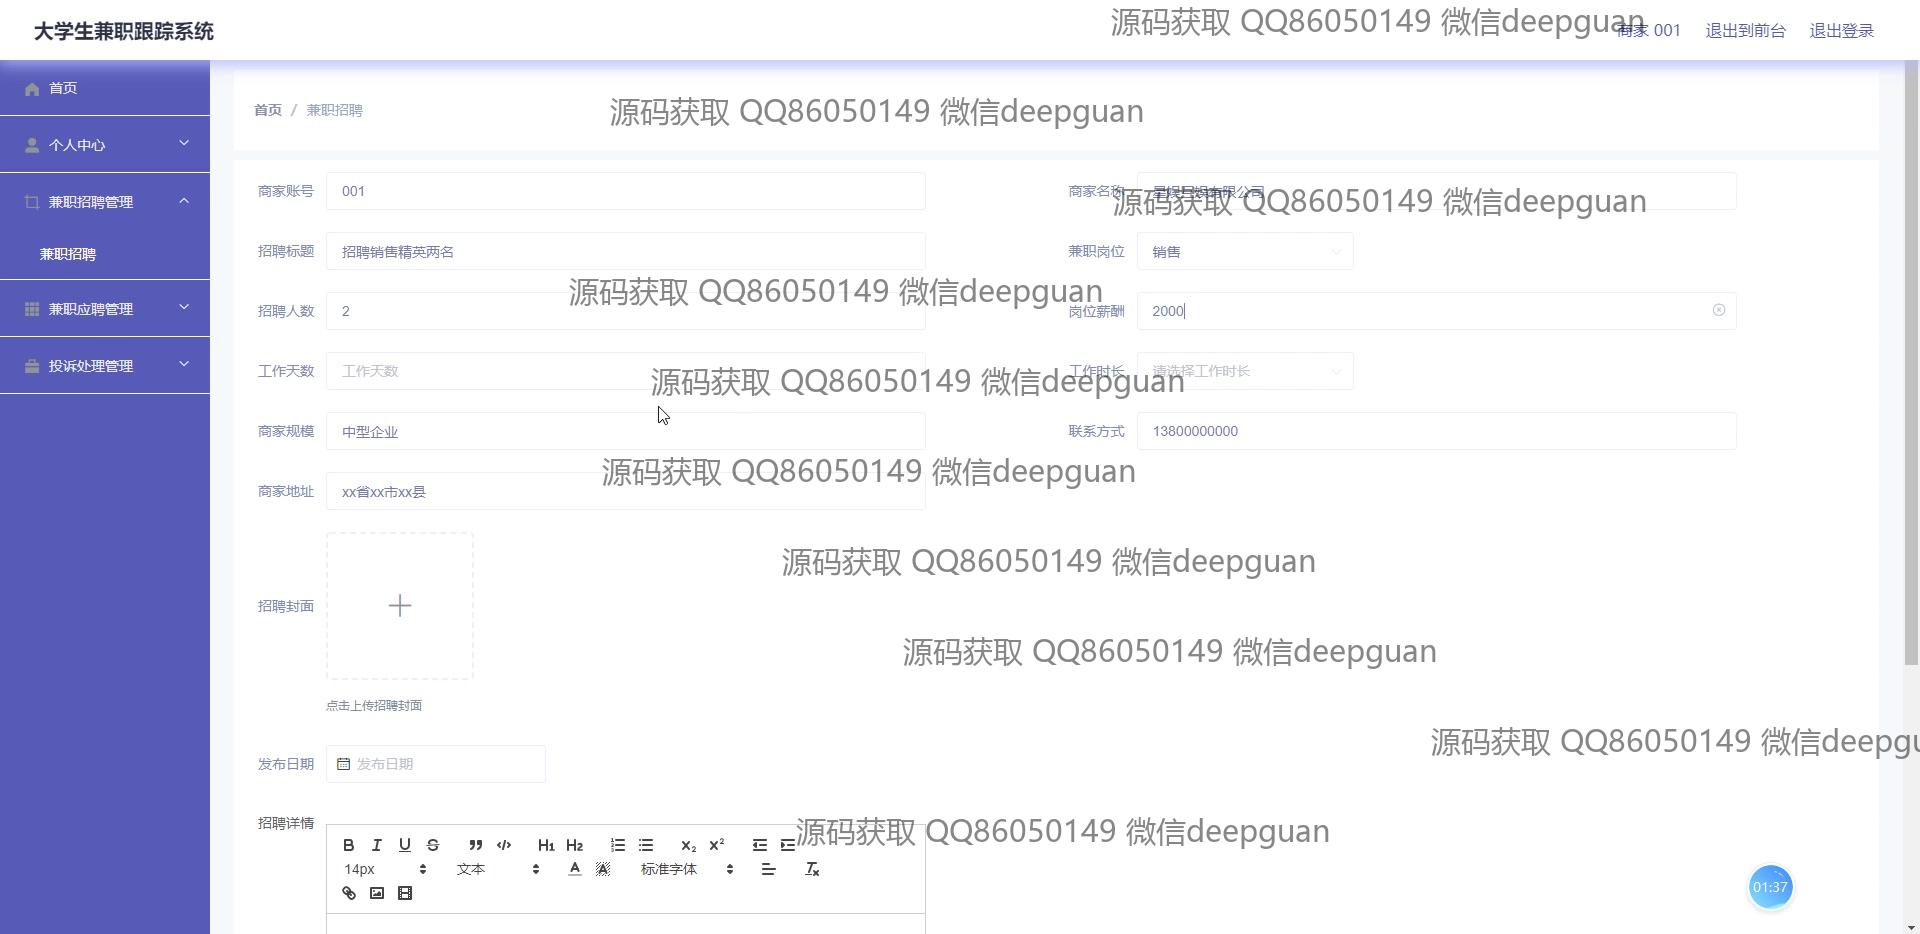 大学生兼职跟踪系统
源码获取 QQ86050149 微信deepguan
商家 001 退出到前台 退出登录
首页
首页 / 兼职招聘
源码获取 QQ86050149 微信deepguan
个人中心
兼职招聘管理
兼职招聘
兼职应聘管理
投诉处理管理
商家账号 001
商家名称
源码获取 QQ86050149 微信deepguan
招聘标题 招聘销售精英两名
兼职岗位 销售
源码获取 QQ86050149 微信deepguan
招聘人数 2
岗位薪酬 2000
工作天数 工作天数
工作时长 请选择工作时长
源码获取 QQ86050149 微信deepguan
商家规模 中型企业
联系方式 13800000000
源码获取 QQ86050149 微信deepguan
商家地址 xx省xx市xx县
源码获取 QQ86050149 微信deepguan
招聘封面
源码获取 QQ86050149 微信deepguan
点击上传招聘封面
源码获取 QQ86050149 微信deepgu
发布日期 发布日期
招聘详情
源码获取 QQ86050149 微信deepguan
14px 文本 标准字体
01:37